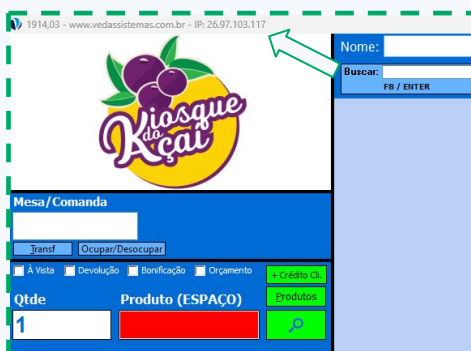 1914,03 - www.vedassistemas.com.br - IP: 26.97.103.117
Nome:
Buscar:
F8 / ENTER
Kiosque
do
Açaí
Mesa/Comanda
Transf Ocupar/Desocupar
À Vista Devolução Bonificação Orçamento + Crédito Cli.
Qtde Produto (ESPAÇO) Produtos
1